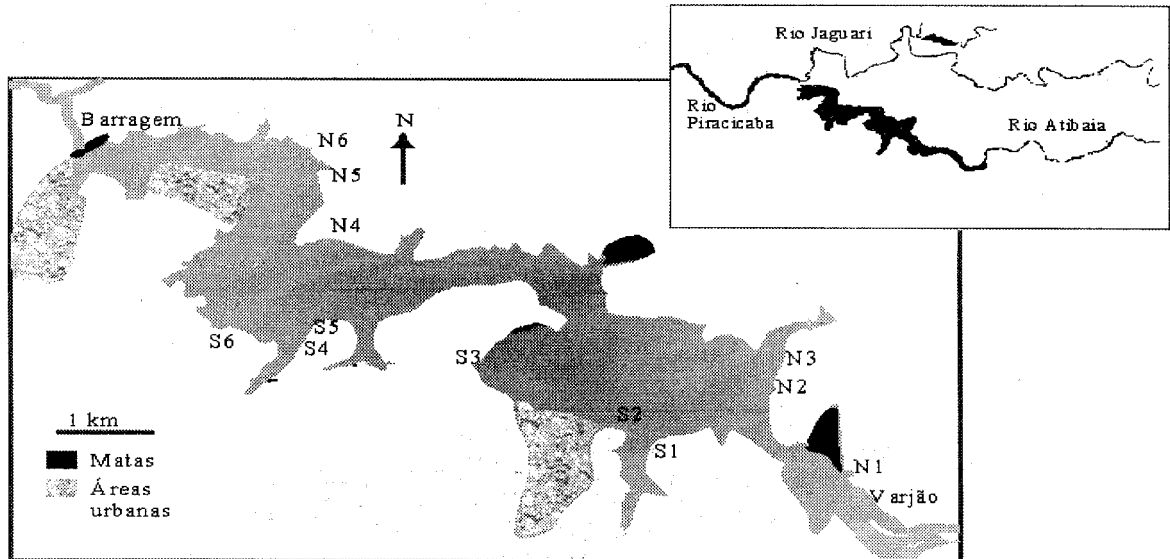 Rio Jaguari
Rio
Piracicaba
Rio Atibaia
Barragem
N
N6
N5
N4
S6
S5
S4
S3
N3
N2
S2
S1
N1
Varjão
1 km
Matas
Áreas
urbanas